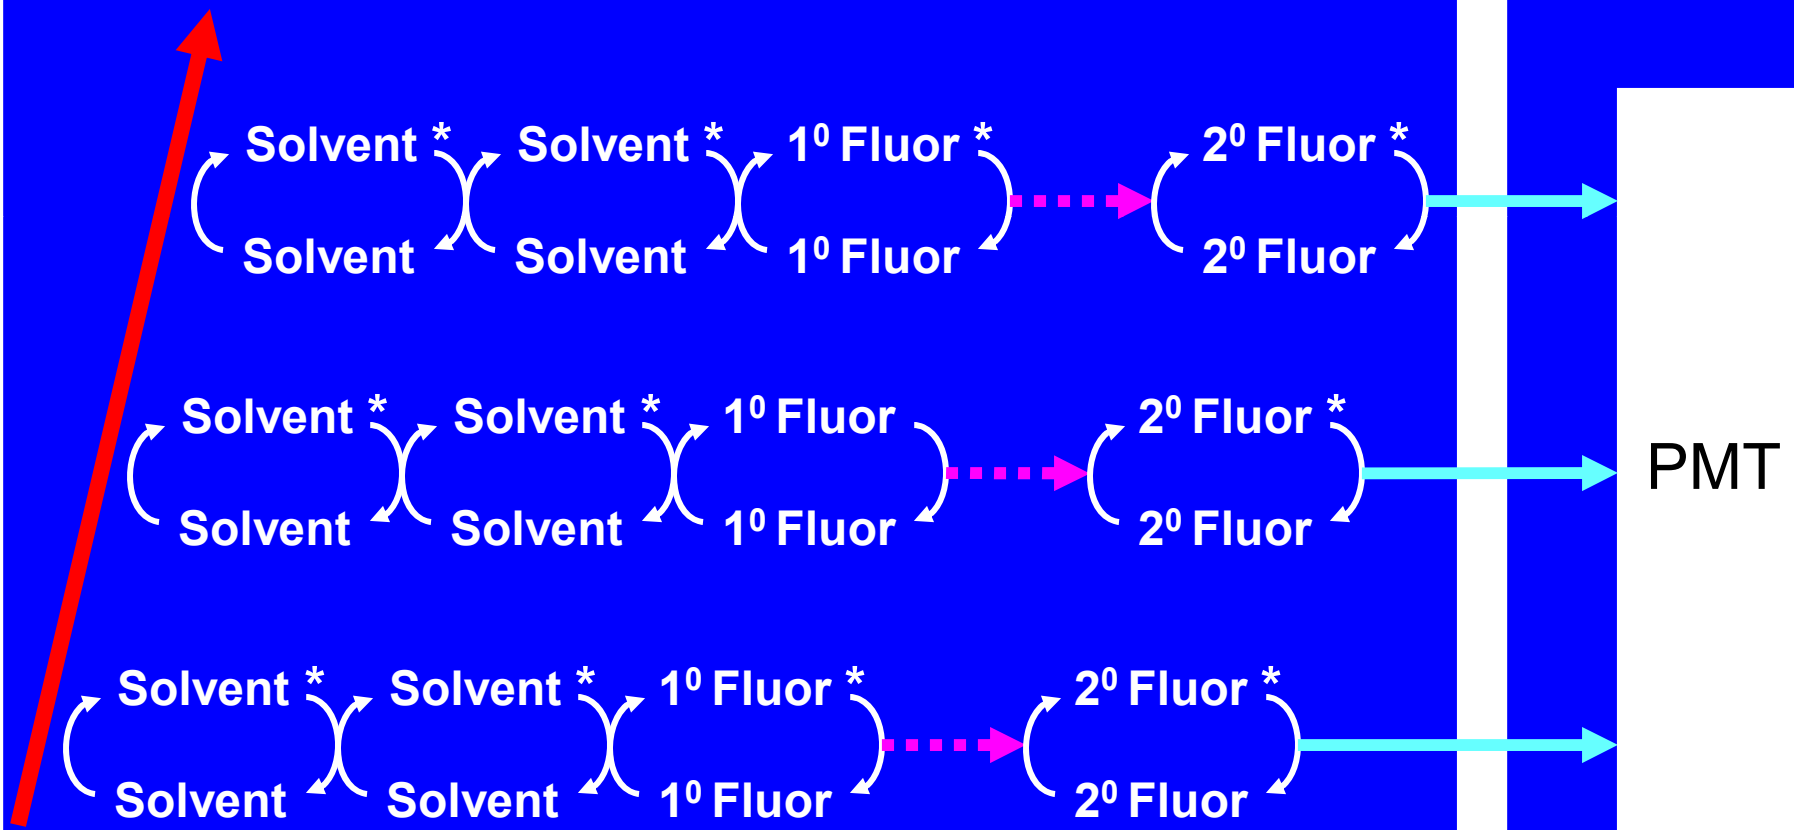 Solvent * Solvent * 1⁰ Fluor * 2⁰ Fluor *
Solvent Solvent 1⁰ Fluor 2⁰ Fluor
Solvent * Solvent * 1⁰ Fluor 2⁰ Fluor *
PMT
Solvent Solvent 1⁰ Fluor 2⁰ Fluor
Solvent * Solvent * 1⁰ Fluor * 2⁰ Fluor *
Solvent Solvent 1⁰ Fluor 2⁰ Fluor